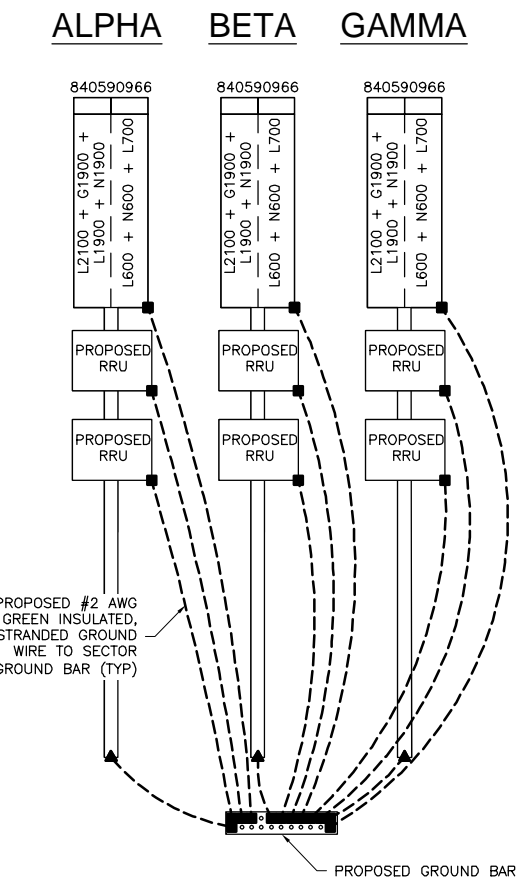 ALPHA
BETA
GAMMA
840590966
840590966
840590966
L2100 + G1900 +
L1900 + N1900
L600 + N600 + L700
L2100 + G1900 +
L1900 + N1900
L600 + N600 + L700
L2100 + G1900 +
L1900 + N1900
L600 + N600 + L700
PROPOSED
RRU
PROPOSED
RRU
PROPOSED
RRU
PROPOSED
RRU
PROPOSED
RRU
PROPOSED
RRU
PROPOSED #2 AWG
GREEN INSULATED,
STRANDED GROUND
WIRE TO SECTOR
GROUND BAR (TYP)
PROPOSED GROUND BAR